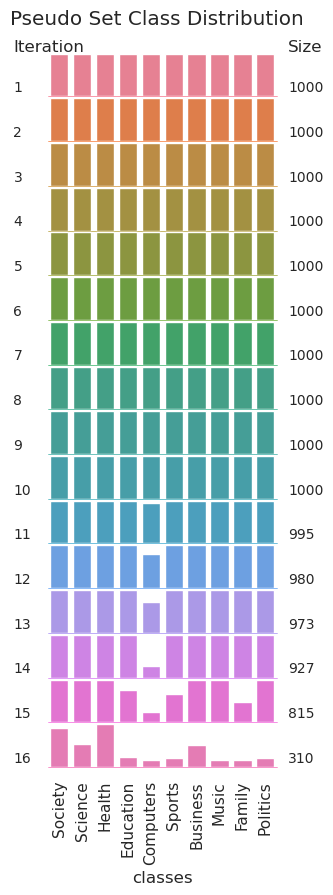 Pseudo Set Class Distribution
Iteration Size
1 1000
2 1000
3 1000
4 1000
5 1000
6 1000
7 1000
8 1000
9 1000
10 1000
11 995
12 980
13 973
14 927
15 815
16 310
Society
Science
Health
Education
Computers
Sports
Business
Music
Family
Politics
classes